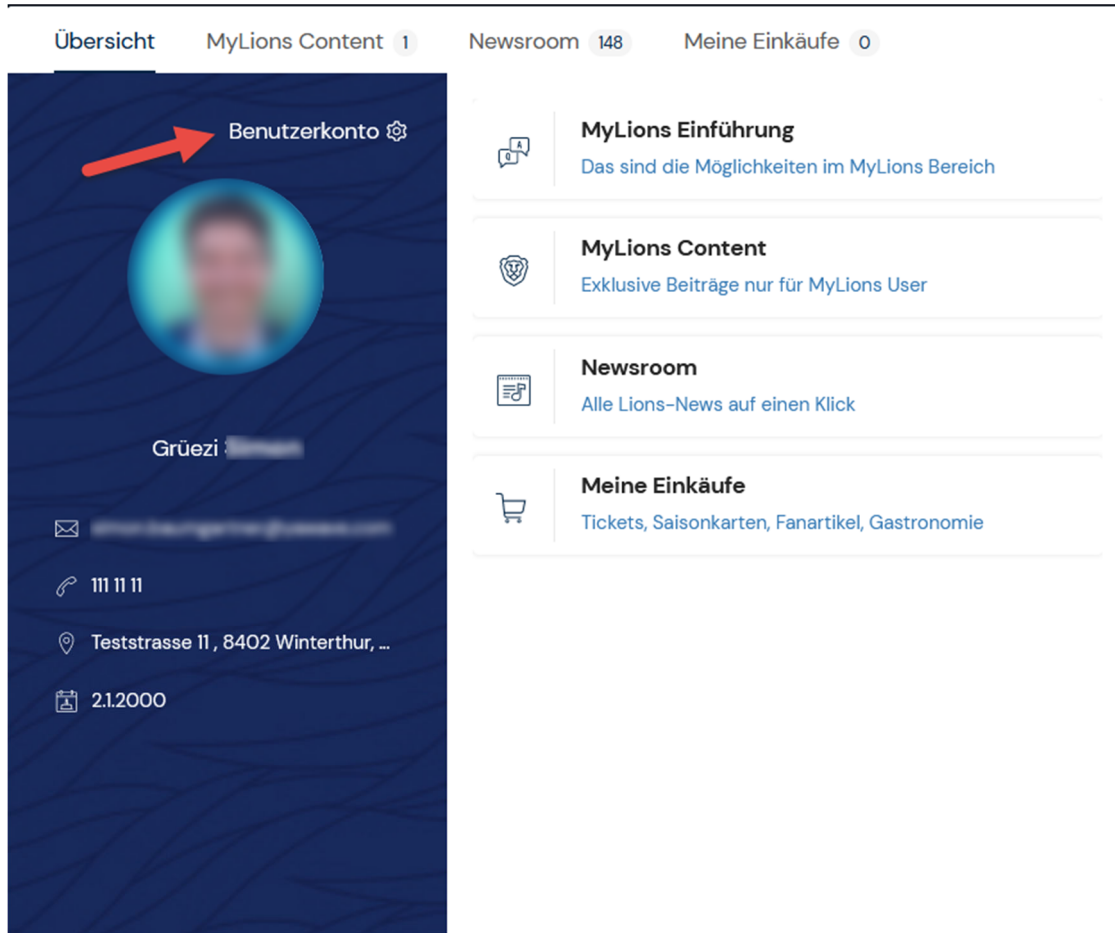 Übersicht MyLions Content 1 Newsroom 148 Meine Einkäufe 0
Benutzerkonto
Grüezi
111 11 11
Teststrasse 11 , 8402 Winterthur, ...
2.1.2000
MyLions Einführung
Das sind die Möglichkeiten im MyLions Bereich
MyLions Content
Exklusive Beiträge nur für MyLions User
Newsroom
Alle Lions-News auf einen Klick
Meine Einkäufe
Tickets, Saisonkarten, Fanartikel, Gastronomie